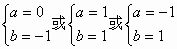 {a=0 b=-1 或 {a=1 b=1 或 {a=-1 b=1